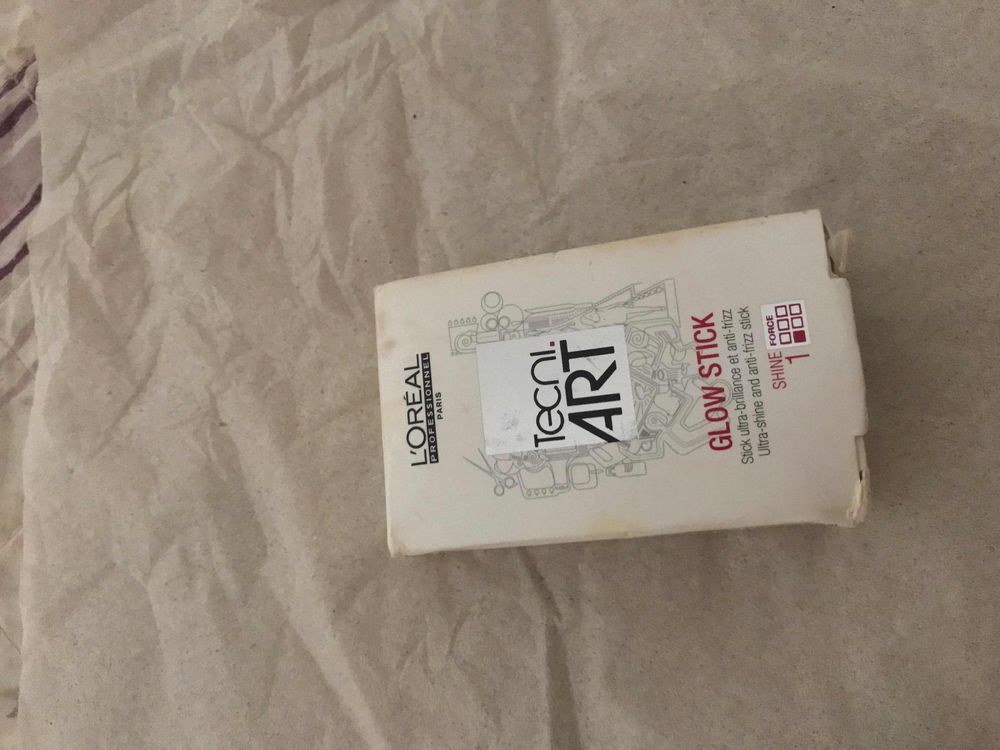 L'ORÉAL
PROFESSIONNEL
PARIS
Tecni.
ART
GLOW STICK
Stick ultra-brillance et anti-frizz
Ultra-shine and anti-frizz stick
SHINE FORCE
1